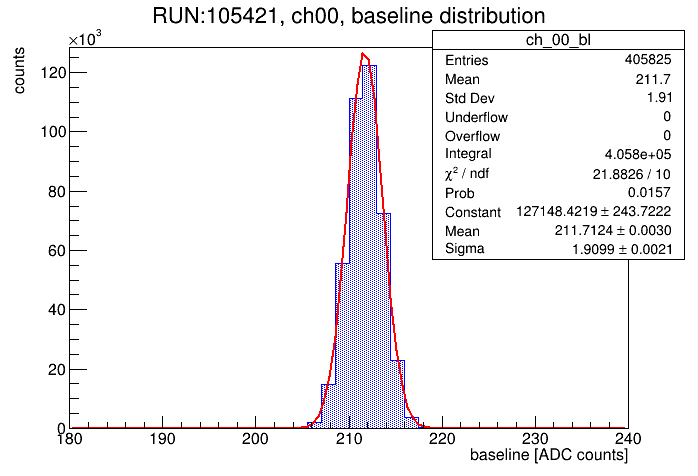 RUN:105421, ch00, baseline distribution
×10³
counts
120
100
80
60
40
20
0
180 190 200 210 220 230 240
baseline [ADC counts]
ch_00_bl
Entries 405825
Mean 211.7
Std Dev 1.91
Underflow 0
Overflow 0
Integral 4.058e+05
χ² / ndf 21.8826 / 10
Prob 0.0157
Constant 127148.4219 ± 243.7222
Mean 211.7124 ± 0.0030
Sigma 1.9099 ± 0.0021